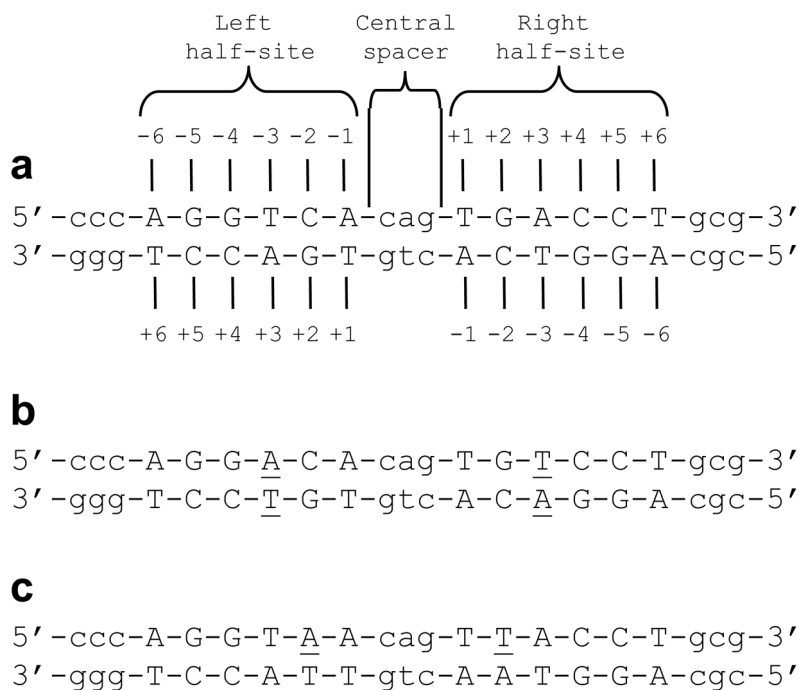 Left Central Right
half-site spacer half-site
-6 -5 -4 -3 -2 -1 +1 +2 +3 +4 +5 +6
a
5’-ccc-A-G-G-T-C-A-cag-T-G-A-C-C-T-gcg-3’
3’-ggg-T-C-C-A-G-T-gtc-A-C-T-G-G-A-cgc-5’
+6 +5 +4 +3 +2 +1 -1 -2 -3 -4 -5 -6
b
5’-ccc-A-G-G-A-C-A-cag-T-G-T-C-C-T-gcg-3’
3’-ggg-T-C-C-T-G-T-gtc-A-C-A-G-G-A-cgc-5’
c
5’-ccc-A-G-G-T-A-A-cag-T-T-A-C-C-T-gcg-3’
3’-ggg-T-C-C-A-T-T-gtc-A-A-T-G-G-A-cgc-5’